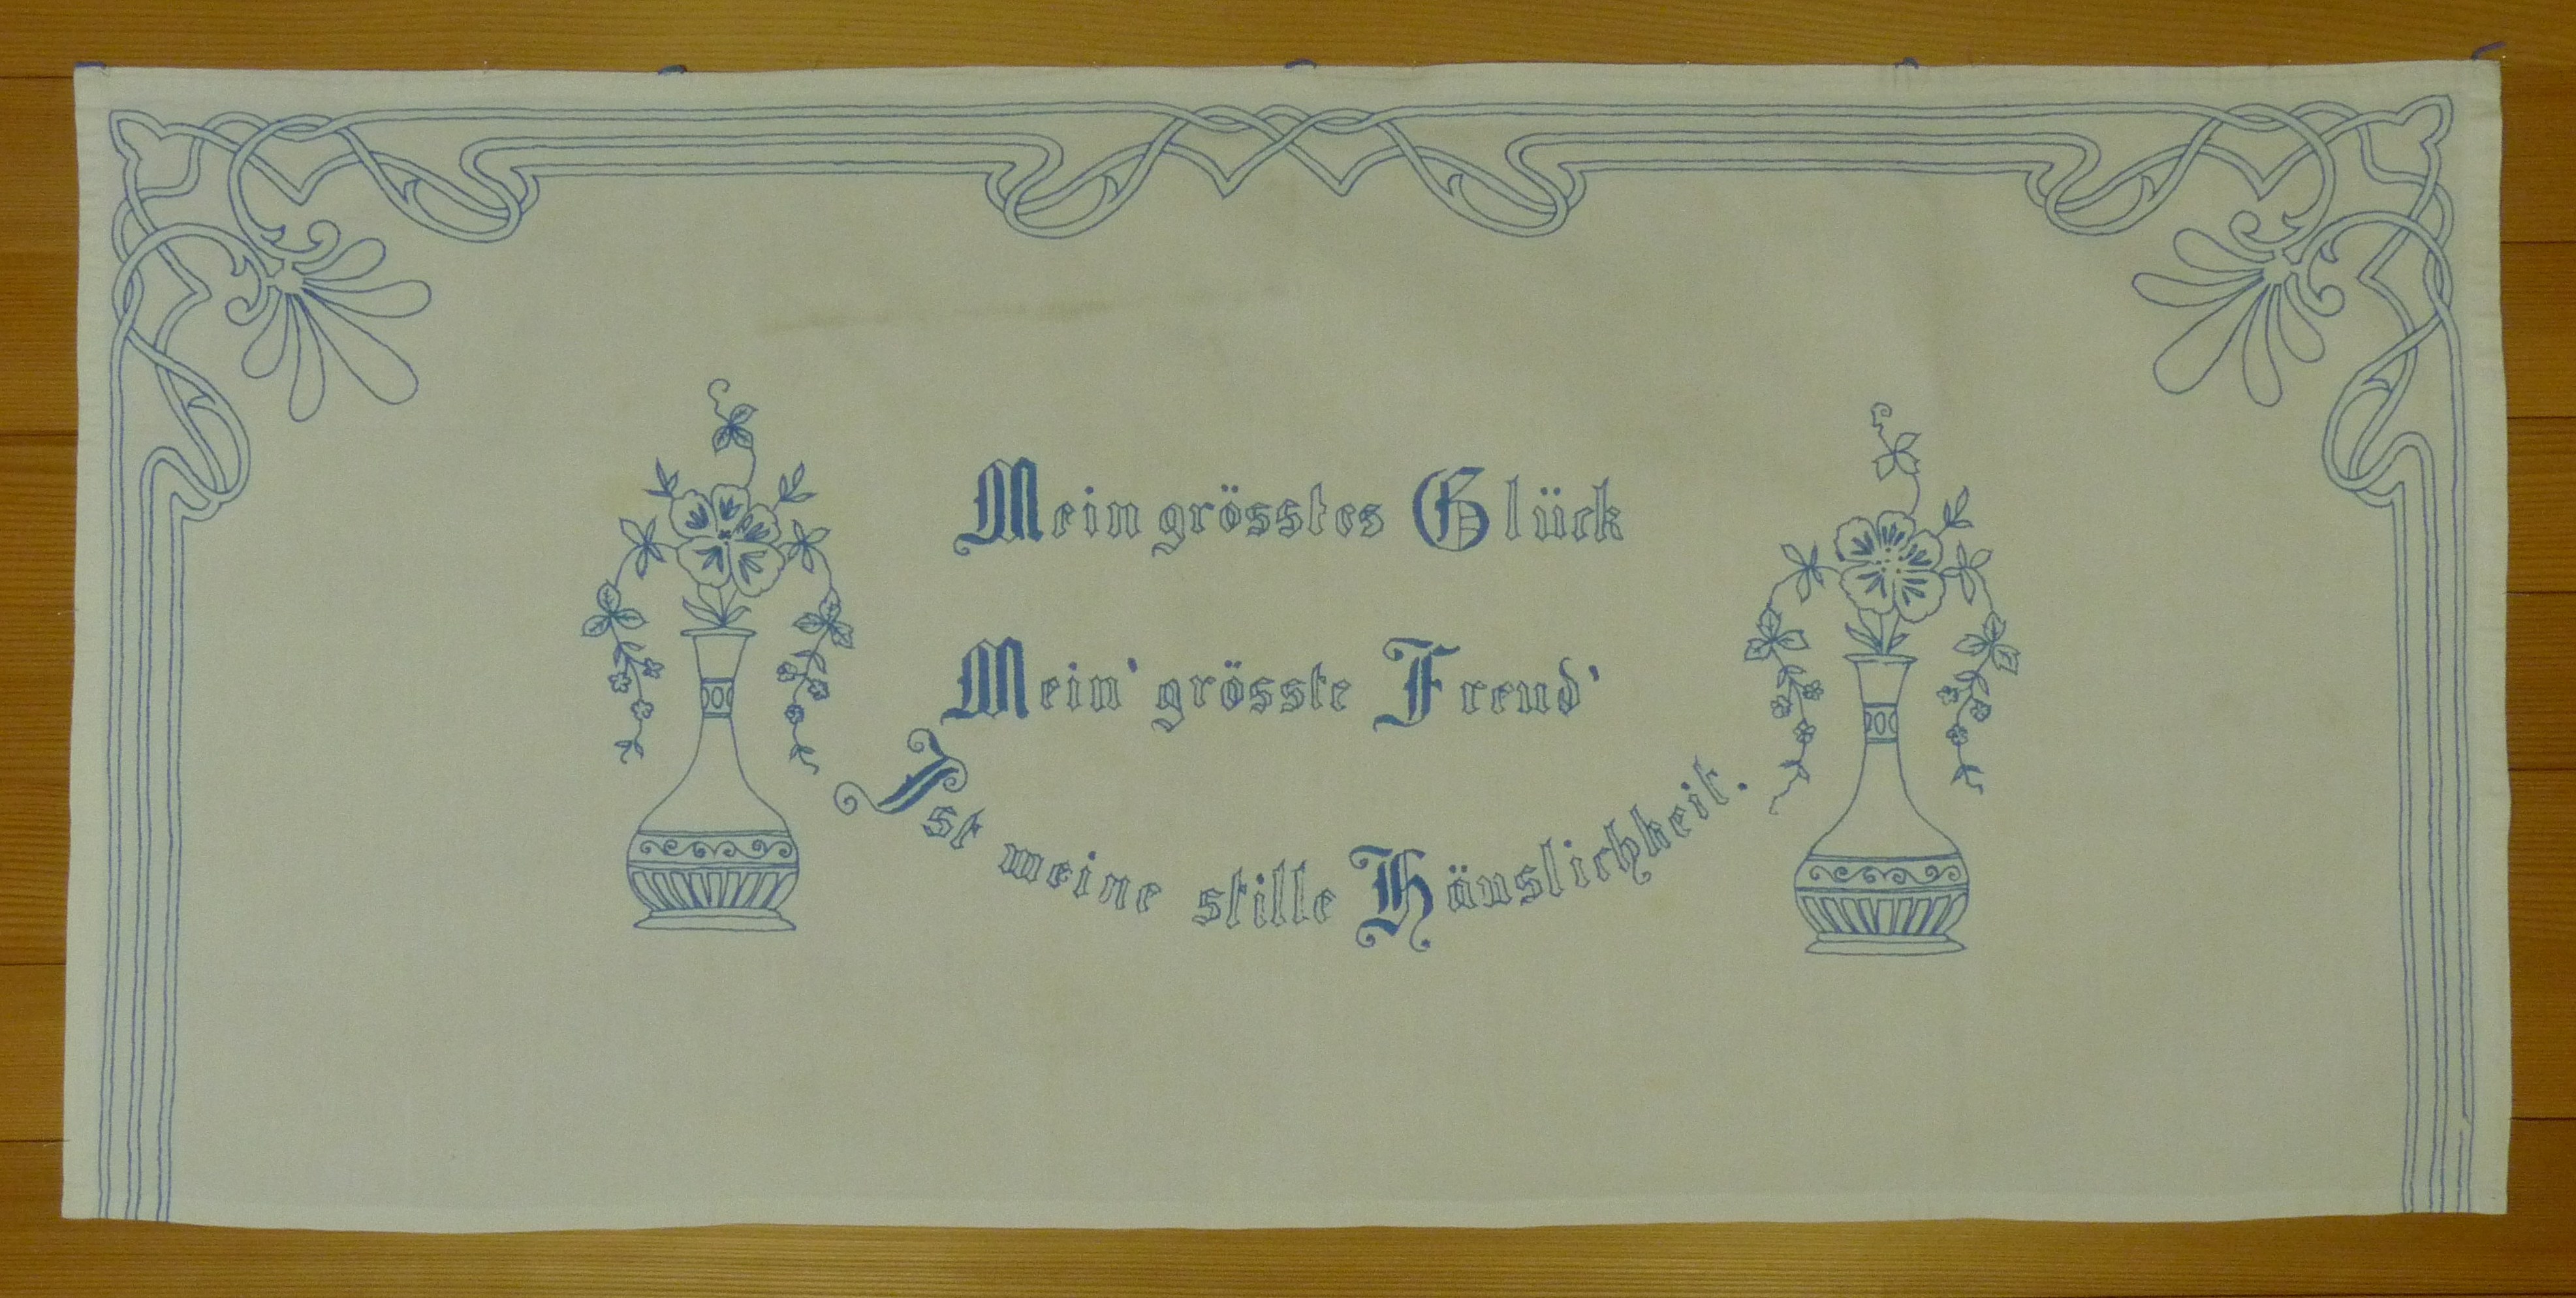 Mein grösstes Glück
Mein' grösste Freud'
Ist meine stille Häuslichkeit.